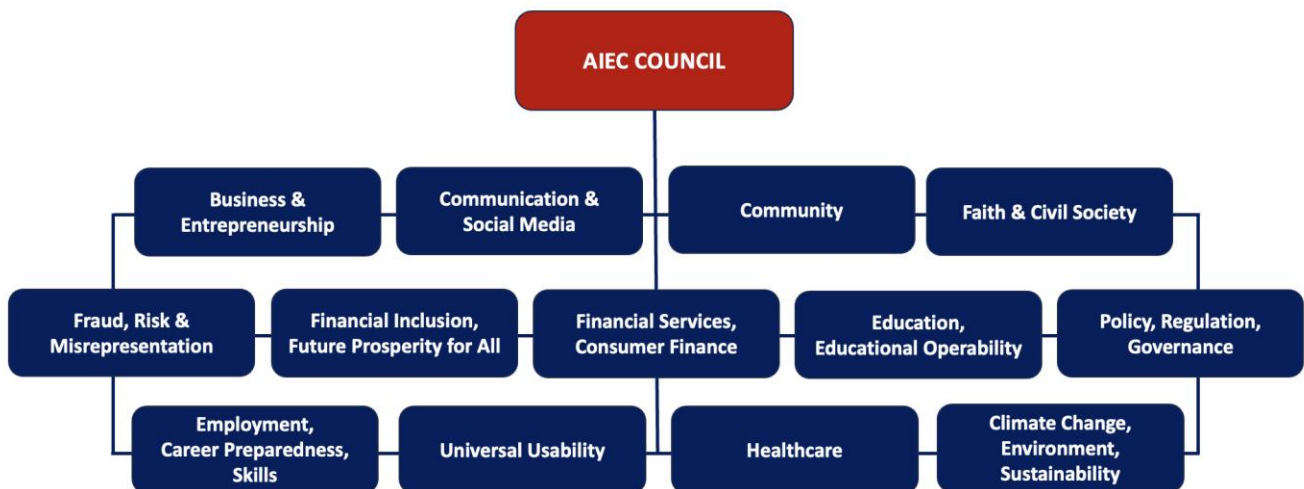 AIEC COUNCIL
Business &
Entrepreneurship
Communication &
Social Media
Community
Faith & Civil Society
Fraud, Risk &
Misrepresentation
Financial Inclusion,
Future Prosperity for All
Financial Services,
Consumer Finance
Education,
Educational Operability
Policy, Regulation,
Governance
Employment,
Career Preparedness,
Skills
Universal Usability
Healthcare
Climate Change,
Environment,
Sustainability